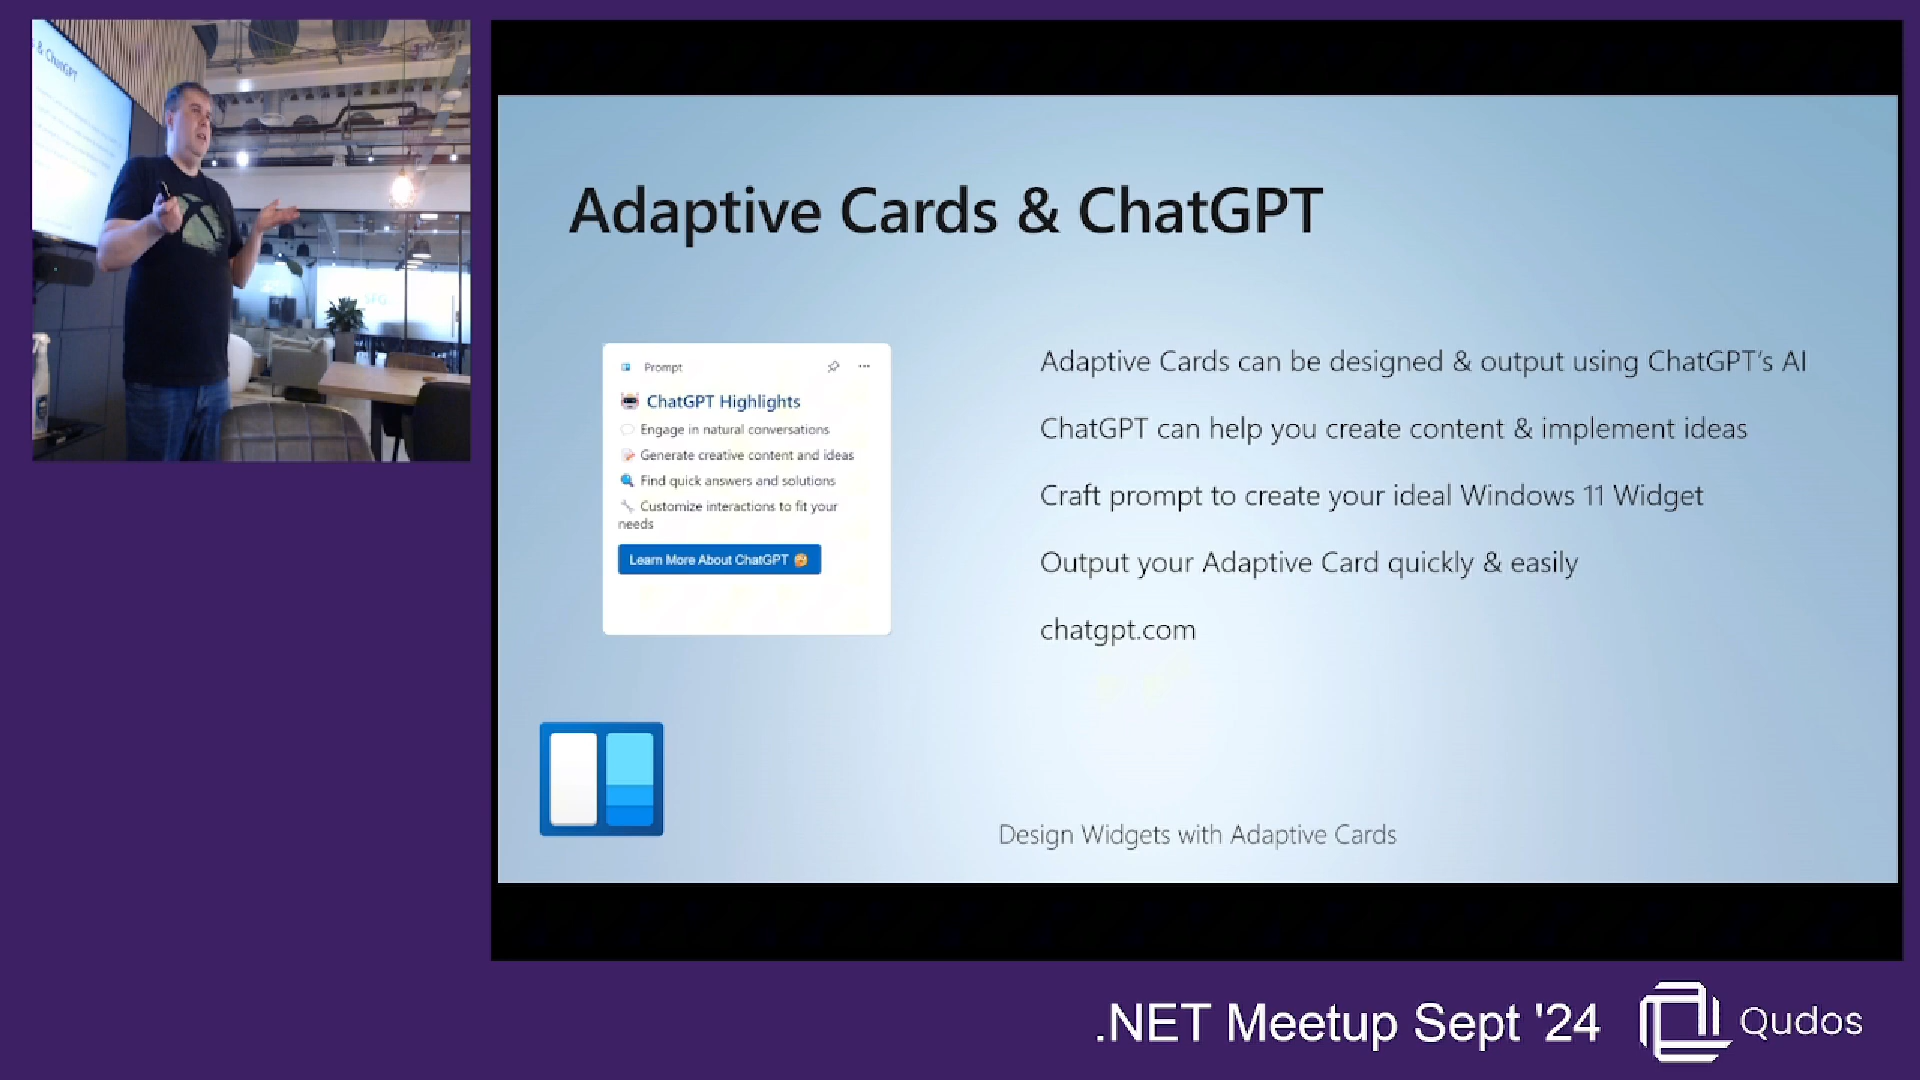 & ChatGPT
Adaptive Cards & ChatGPT
Prompt
ChatGPT Highlights
Engage in natural conversations
Generate creative content and ideas
Find quick answers and solutions
Customize interactions to fit your
needs
Learn More About ChatGPT
Adaptive Cards can be designed & output using ChatGPT's AI
ChatGPT can help you create content & implement ideas
Craft prompt to create your ideal Windows 11 Widget
Output your Adaptive Card quickly & easily
chatgpt.com
Design Widgets with Adaptive Cards
.NET Meetup Sept '24
Qudos